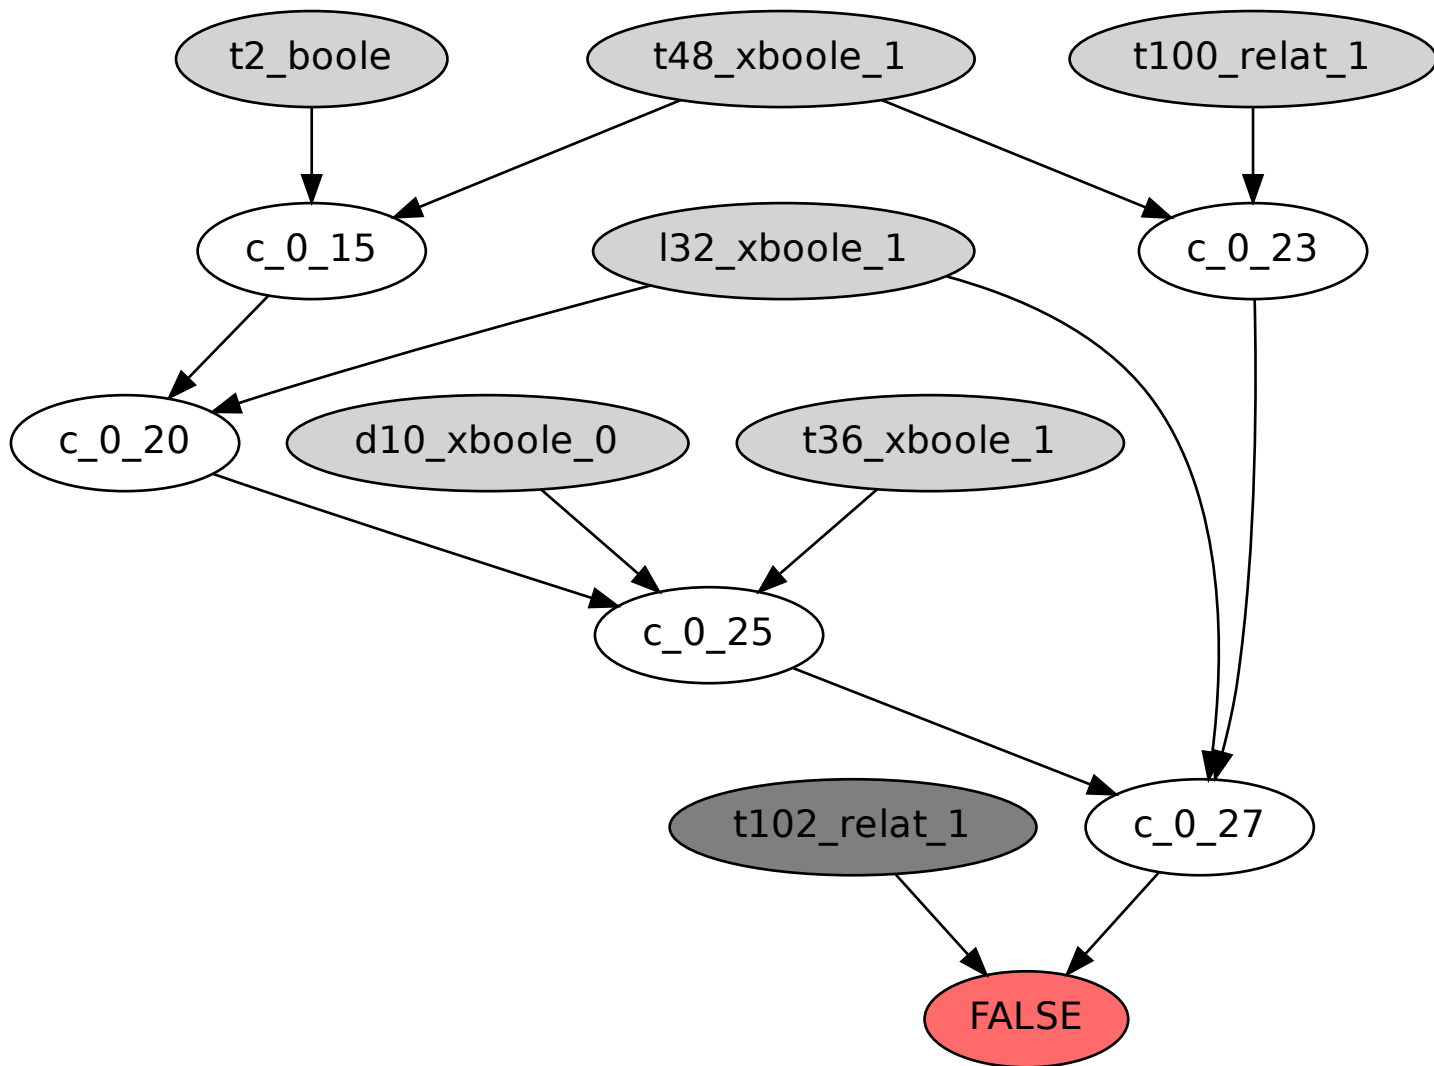 t2_boole
t48_xboole_1
t100_relat_1
c_0_15
l32_xboole_1
c_0_23
c_0_20
d10_xboole_0
t36_xboole_1
c_0_25
t102_relat_1
c_0_27
FALSE